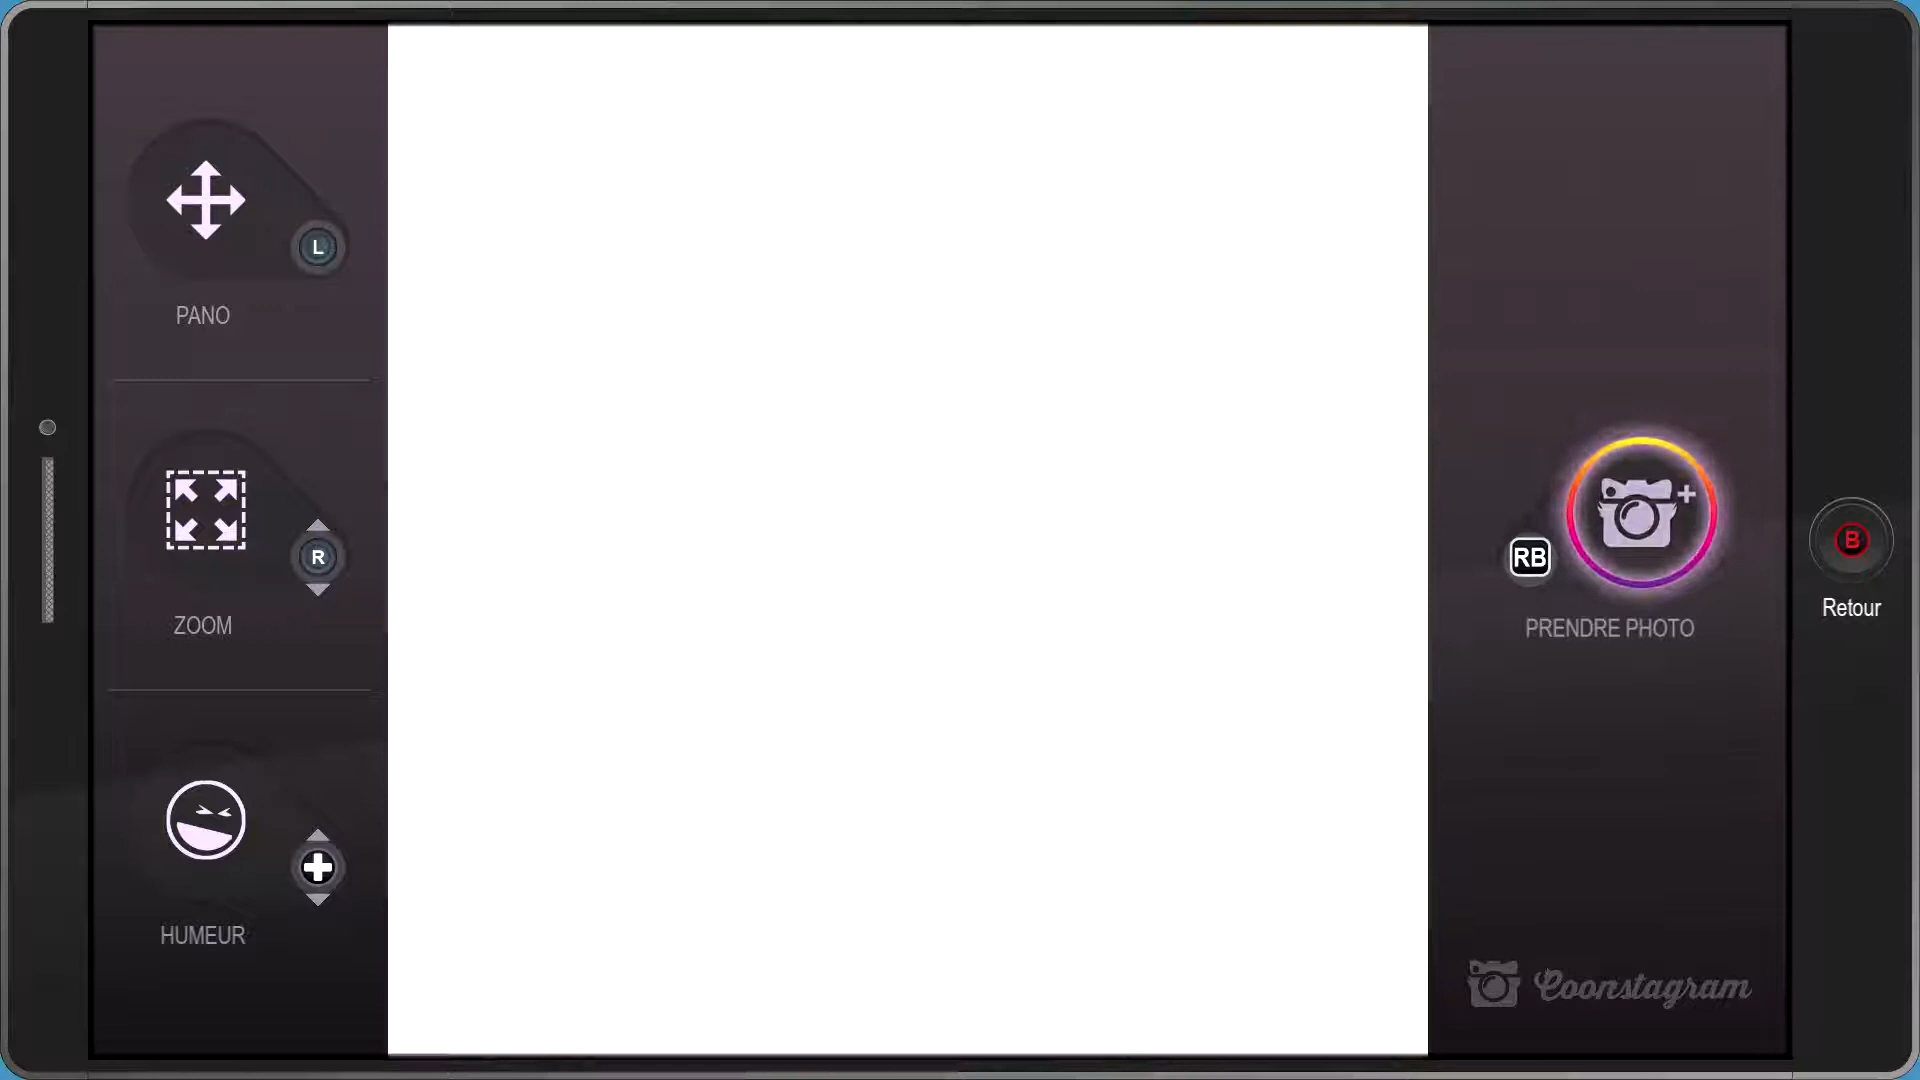 PANO
L
ZOOM
R
HUMEUR
RB
PRENDRE PHOTO
B
Retour
Coonstagram